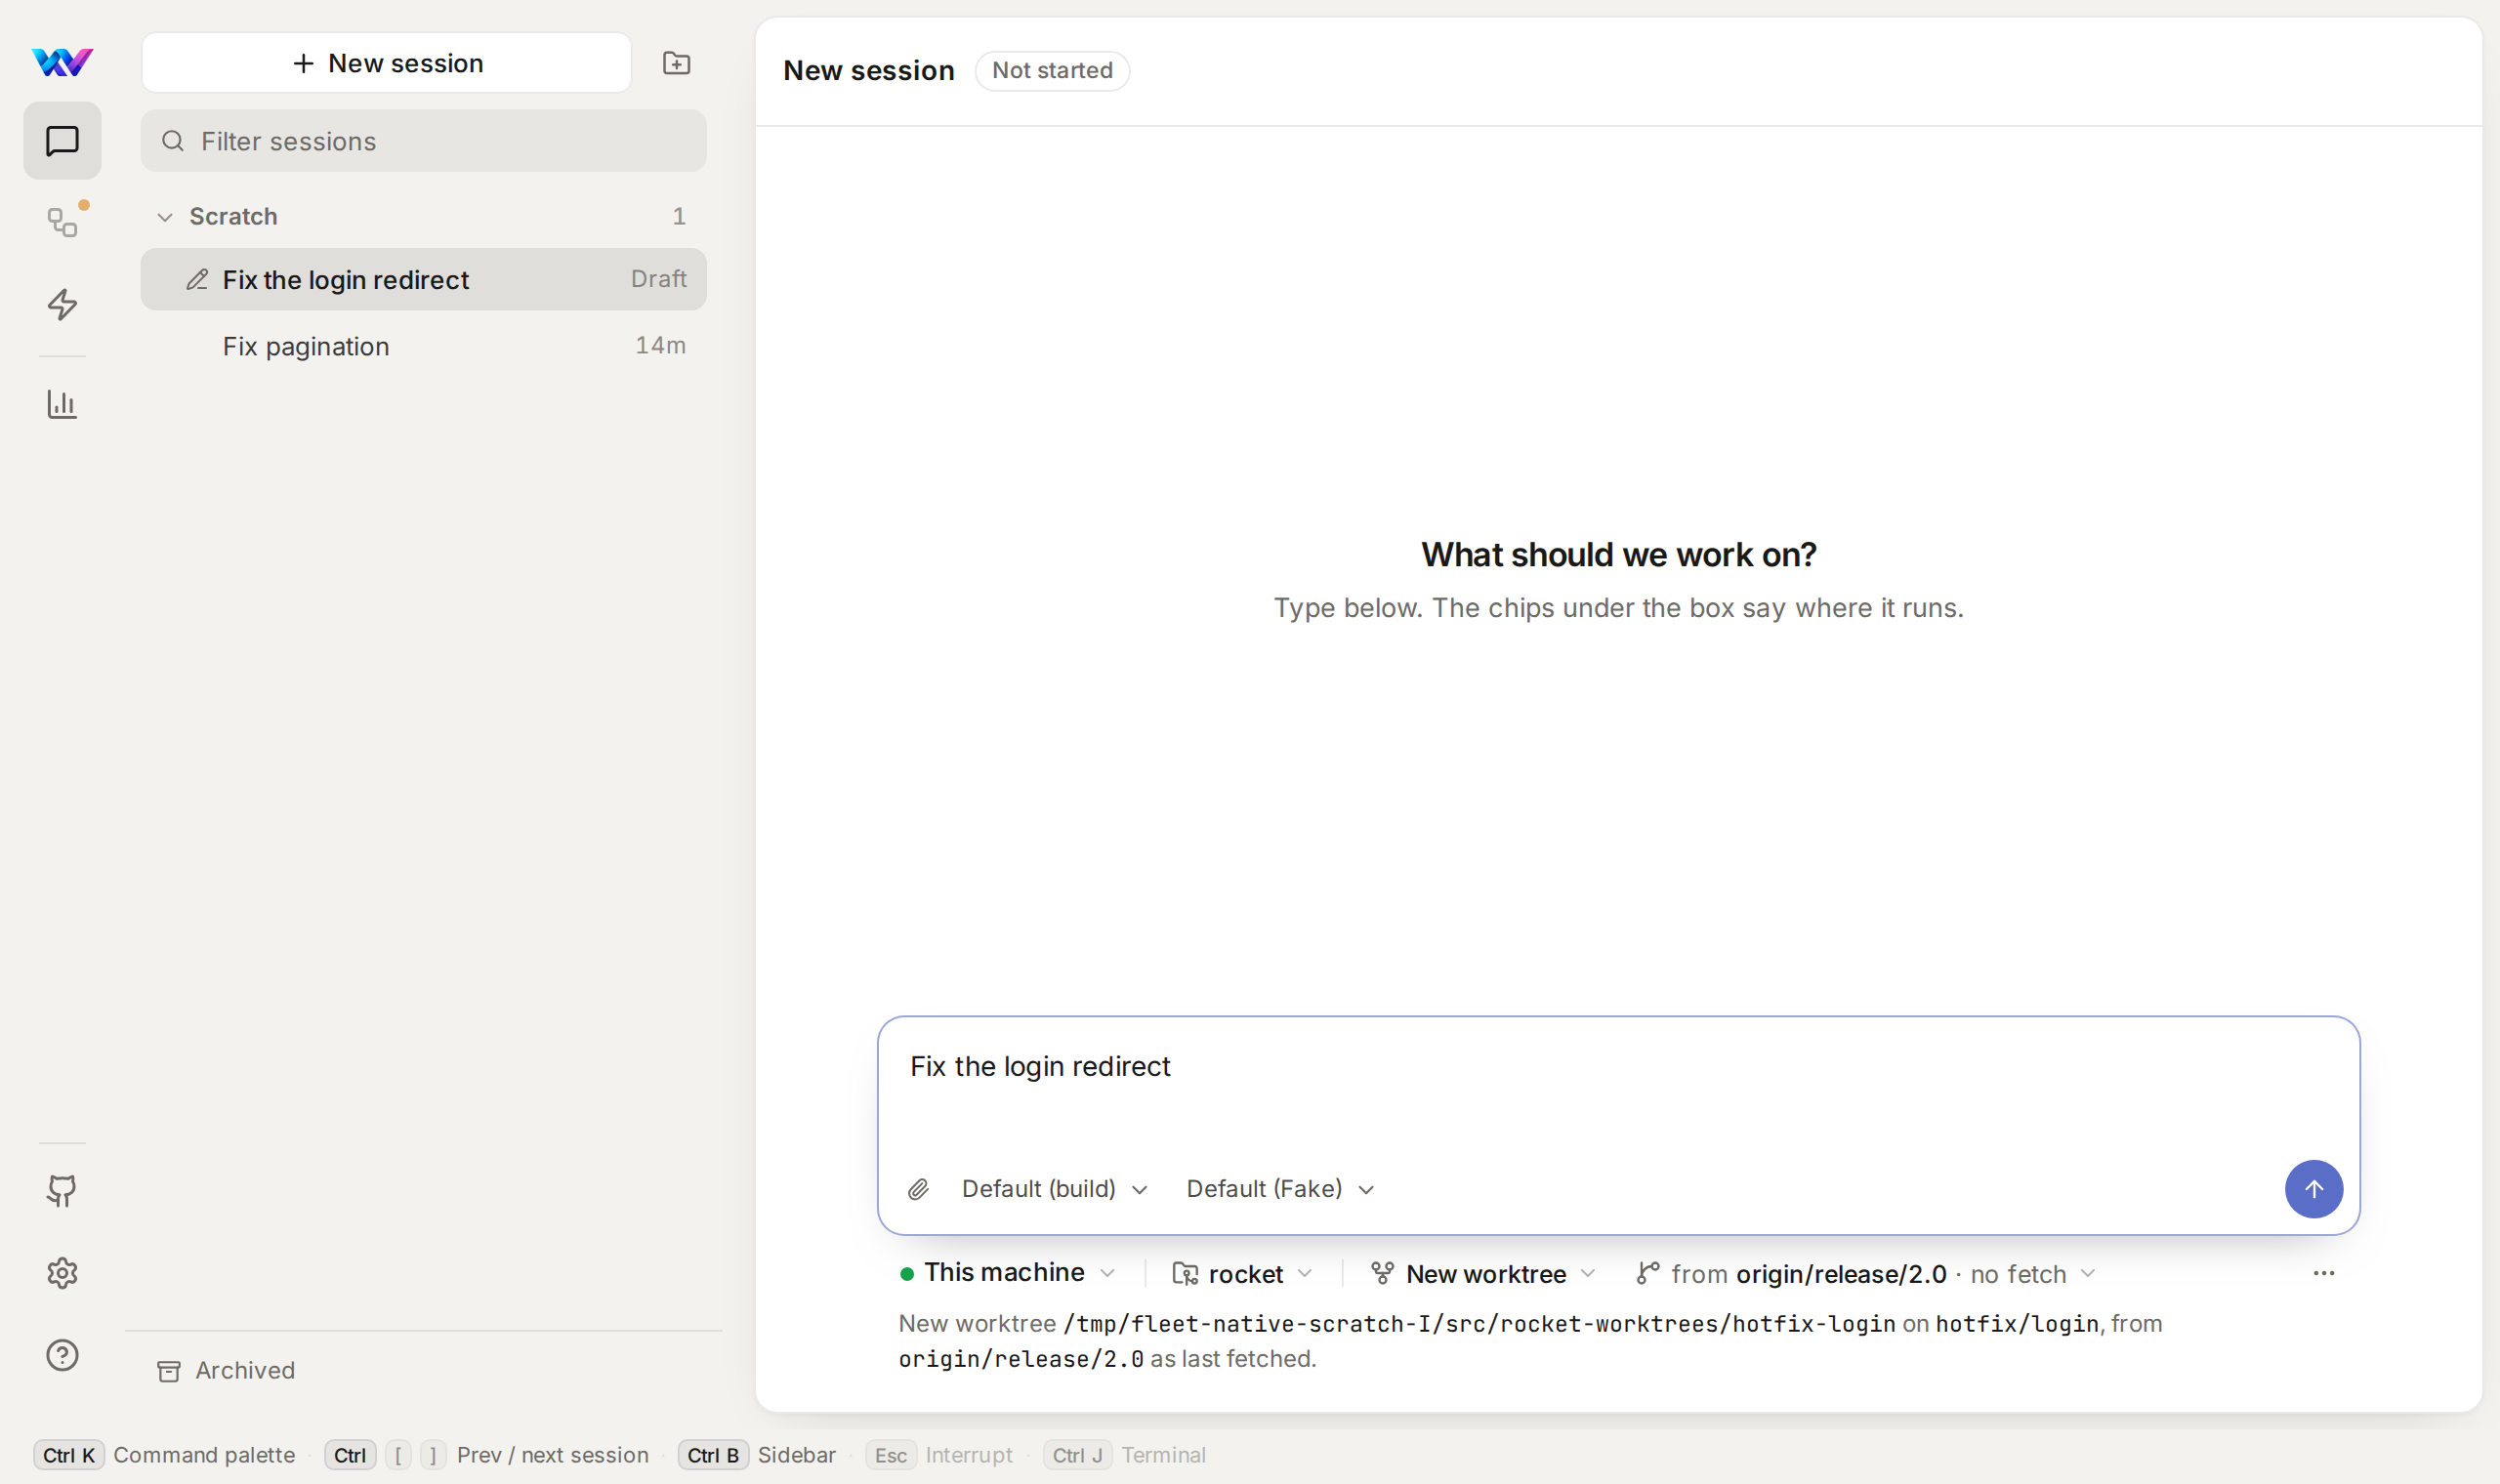 New session
Filter sessions
Scratch 1
Fix the login redirect Draft
Fix pagination 14m
Archived
New session Not started
What should we work on?
Type below. The chips under the box say where it runs.
Fix the login redirect
Default (build) Default (Fake)
This machine rocket New worktree from origin/release/2.0 · no fetch
New worktree /tmp/fleet-native-scratch-I/src/rocket-worktrees/hotfix-login on hotfix/login, from
origin/release/2.0 as last fetched.
Ctrl K Command palette · Ctrl [ ] Prev / next session · Ctrl B Sidebar · Esc Interrupt · Ctrl J Terminal